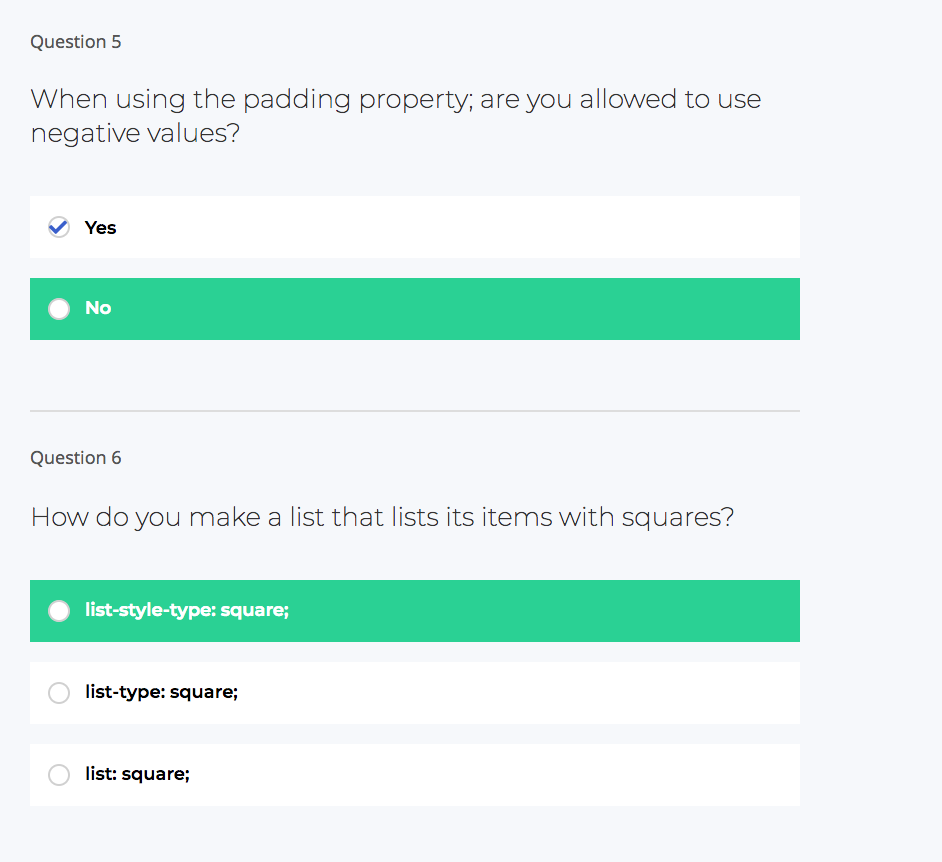 Question 5
When using the padding property; are you allowed to use
negative values?
Yes
No
Question 6
How do you make a list that lists its items with squares?
list-style-type: square;
list-type: square;
list: square;